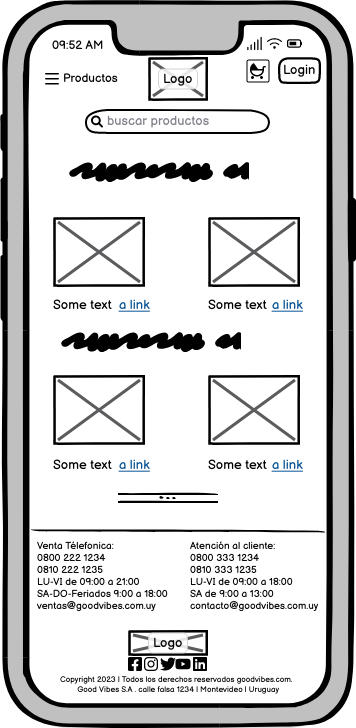 09:52 AM
Productos
Logo
Login
buscar productos
Some text a link
Some text a link
Some text a link
Some text a link
Venta Télefonica:
0800 222 1234
0810 222 1235
LU-VI de 09:00 a 21:00
SA-DO-Feriados 9:00 a 18:00
ventas@goodvibes.com.uy
Atención al cliente:
0800 333 1234
0810 333 1235
LU-VI de 09:00 a 18:00
SA de 9:00 a 13:00
contacto@goodvibes.com.uy
Logo
Copyright 2023 | Todos los derechos reservados goodvibes.com.
Good Vibes S.A . calle falsa 1234 | Montevideo | Uruguay